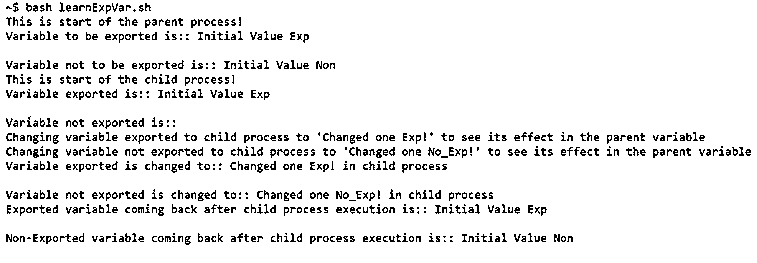 ~$ bash learnExpVar.sh
This is start of the parent process!
Variable to be exported is:: Initial Value Exp
Variable not to be exported is:: Initial Value Non
This is start of the child process!
Variable exported is:: Initial Value Exp
Variable not exported is::
Changing variable exported to child process to 'Changed one Exp!' to see its effect in the parent variable
Changing variable not exported to child process to 'Changed one No_Exp!' to see its effect in the parent variable
Variable exported is changed to:: Changed one Exp! in child process
Variable not exported is changed to:: Changed one No_Exp! in child process
Exported variable coming back after child process execution is:: Initial Value Exp
Non-Exported variable coming back after child process execution is:: Initial Value Non